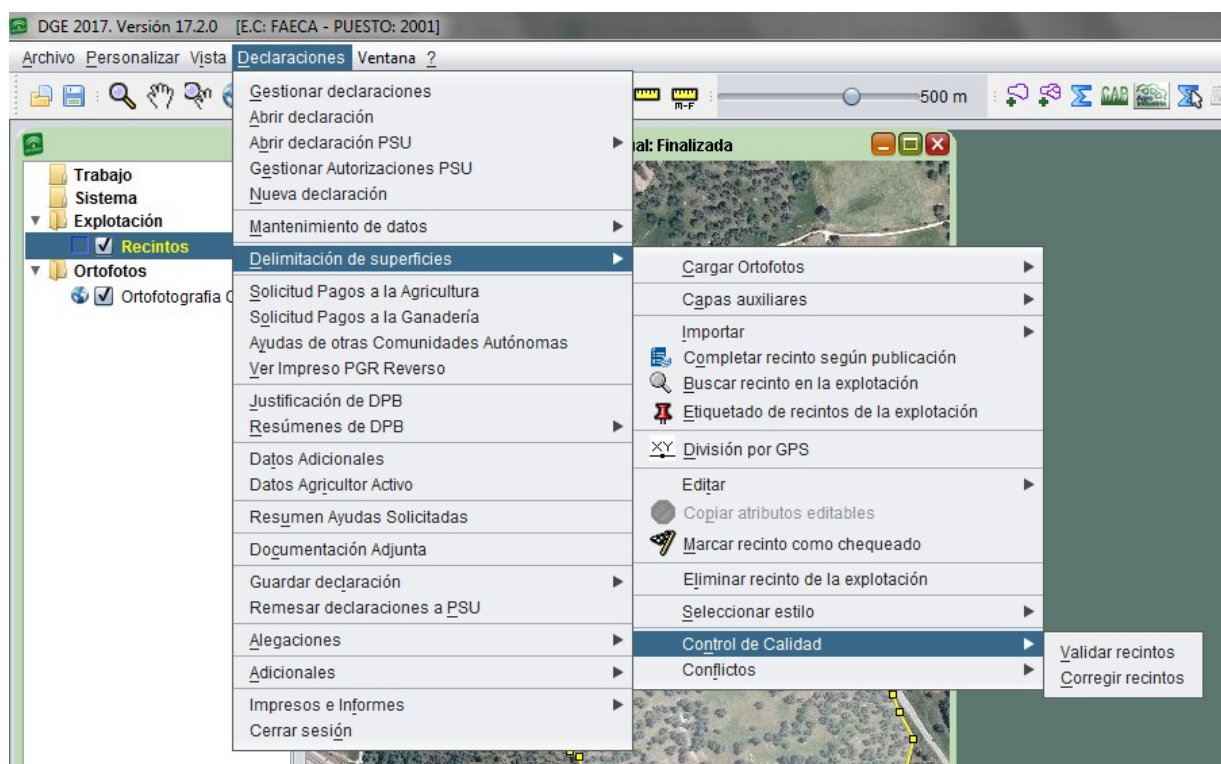 DGE 2017. Versión 17.2.0 [E.C: FAECA - PUESTO: 2001]
Archivo Personalizar Vista Declaraciones Ventana ?
m-F
500 m
CAP
Trabajo
Sistema
Explotación
Recintos
Ortofotos
Ortofotografia
Gestionar declaraciones
Abrir declaración
Abrir declaración PSU
Gestionar Autorizaciones PSU
Nueva declaración
Mantenimiento de datos
Delimitación de superficies
Solicitud Pagos a la Agricultura
Solicitud Pagos a la Ganadería
Ayudas de otras Comunidades Autónomas
Ver Impreso PGR Reverso
Justificación de DPB
Resúmenes de DPB
Datos Adicionales
Datos Agricultor Activo
Resumen Ayudas Solicitadas
Documentación Adjunta
Guardar declaración
Remesar declaraciones a PSU
Alegaciones
Adicionales
Impresos e Informes
Cerrar sesión
al: Finalizada
Cargar Ortofotos
Capas auxiliares
Importar
Completar recinto según publicación
Buscar recinto en la explotación
Etiquetado de recintos de la explotación
XY División por GPS
Editar
Copiar atributos editables
Marcar recinto como chequeado
Eliminar recinto de la explotación
Seleccionar estilo
Control de Calidad
Conflictos
Validar recintos
Corregir recintos